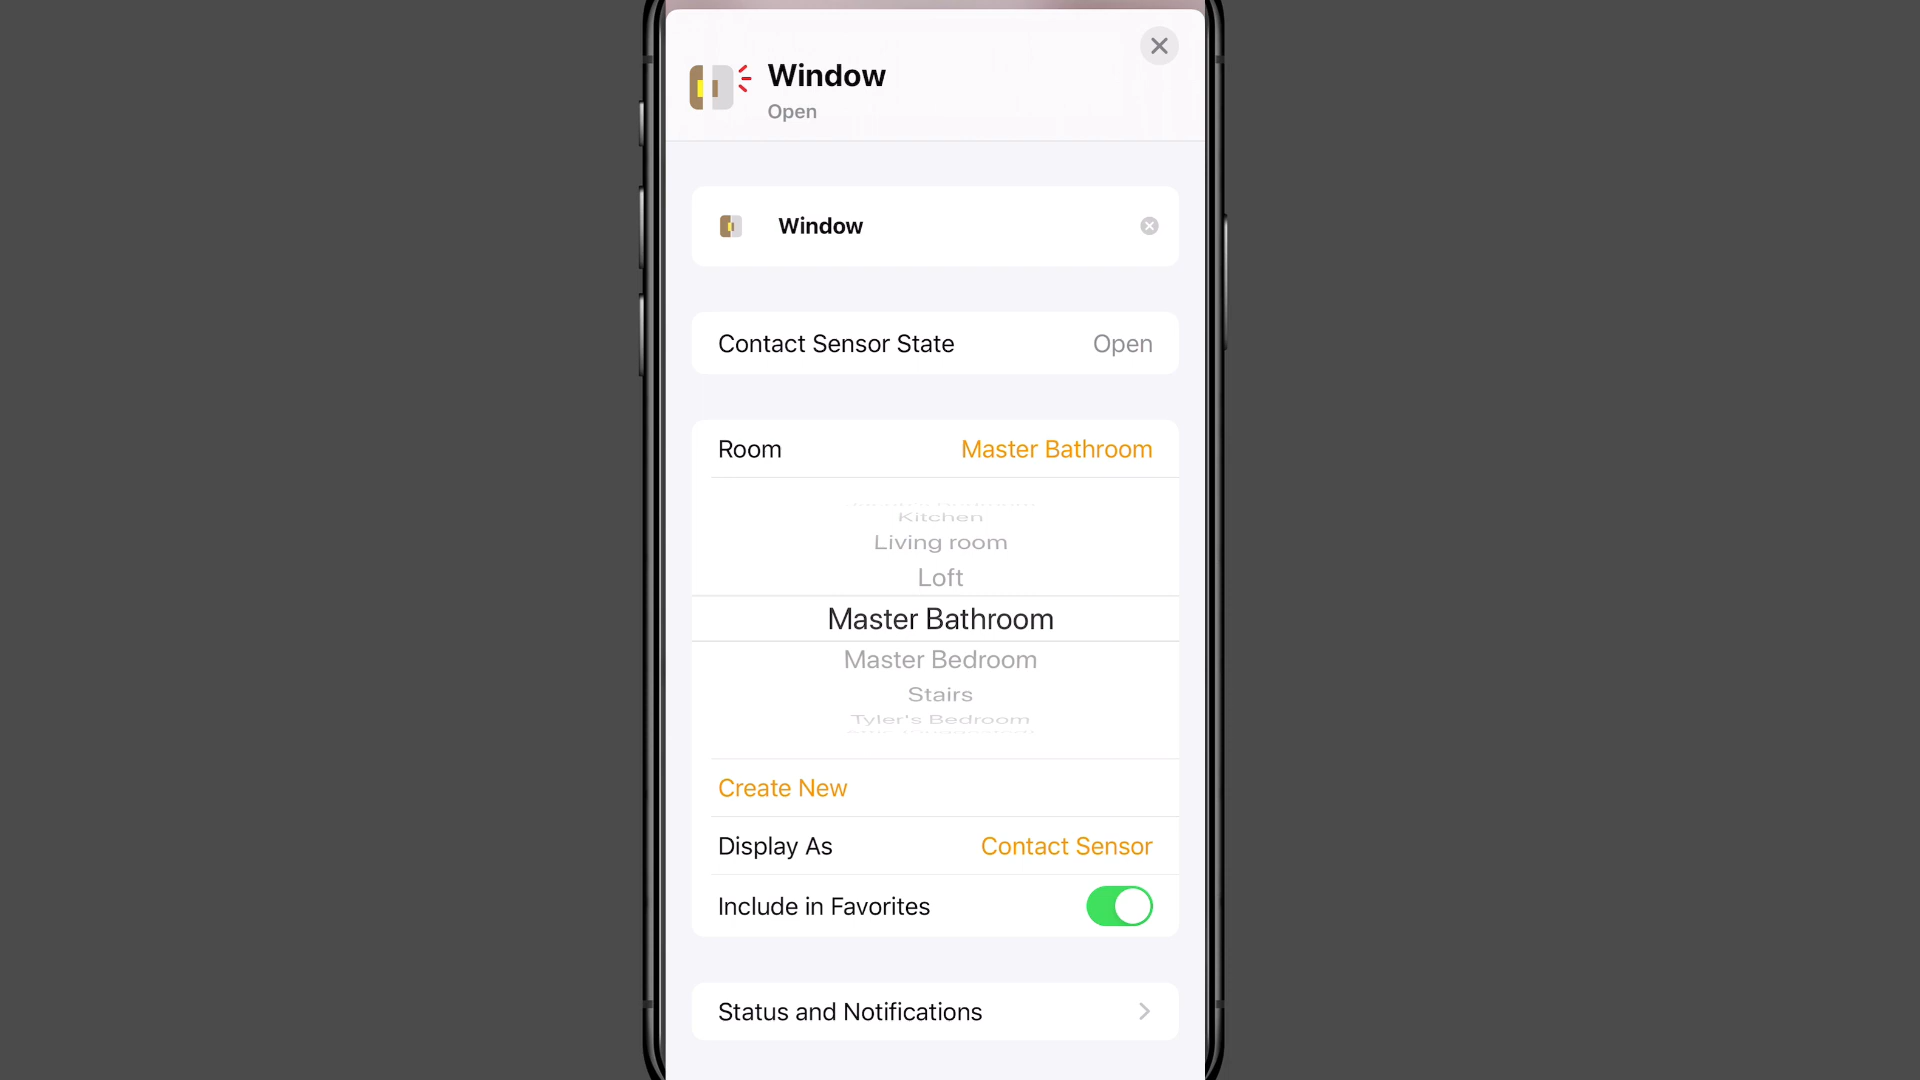 Window
Open
Window
Contact Sensor State Open
Room Master Bathroom
Kitchen
Living room
Loft
Master Bathroom
Master Bedroom
Stairs
Tyler's Bedroom
Create New
Display As Contact Sensor
Include in Favorites
Status and Notifications